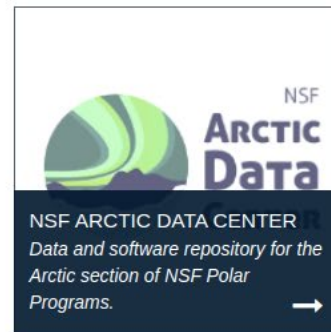 NSF
ARCTIC
DATA
CENTER
NSF ARCTIC DATA CENTER
Data and software repository for the
Arctic section of NSF Polar
Programs.